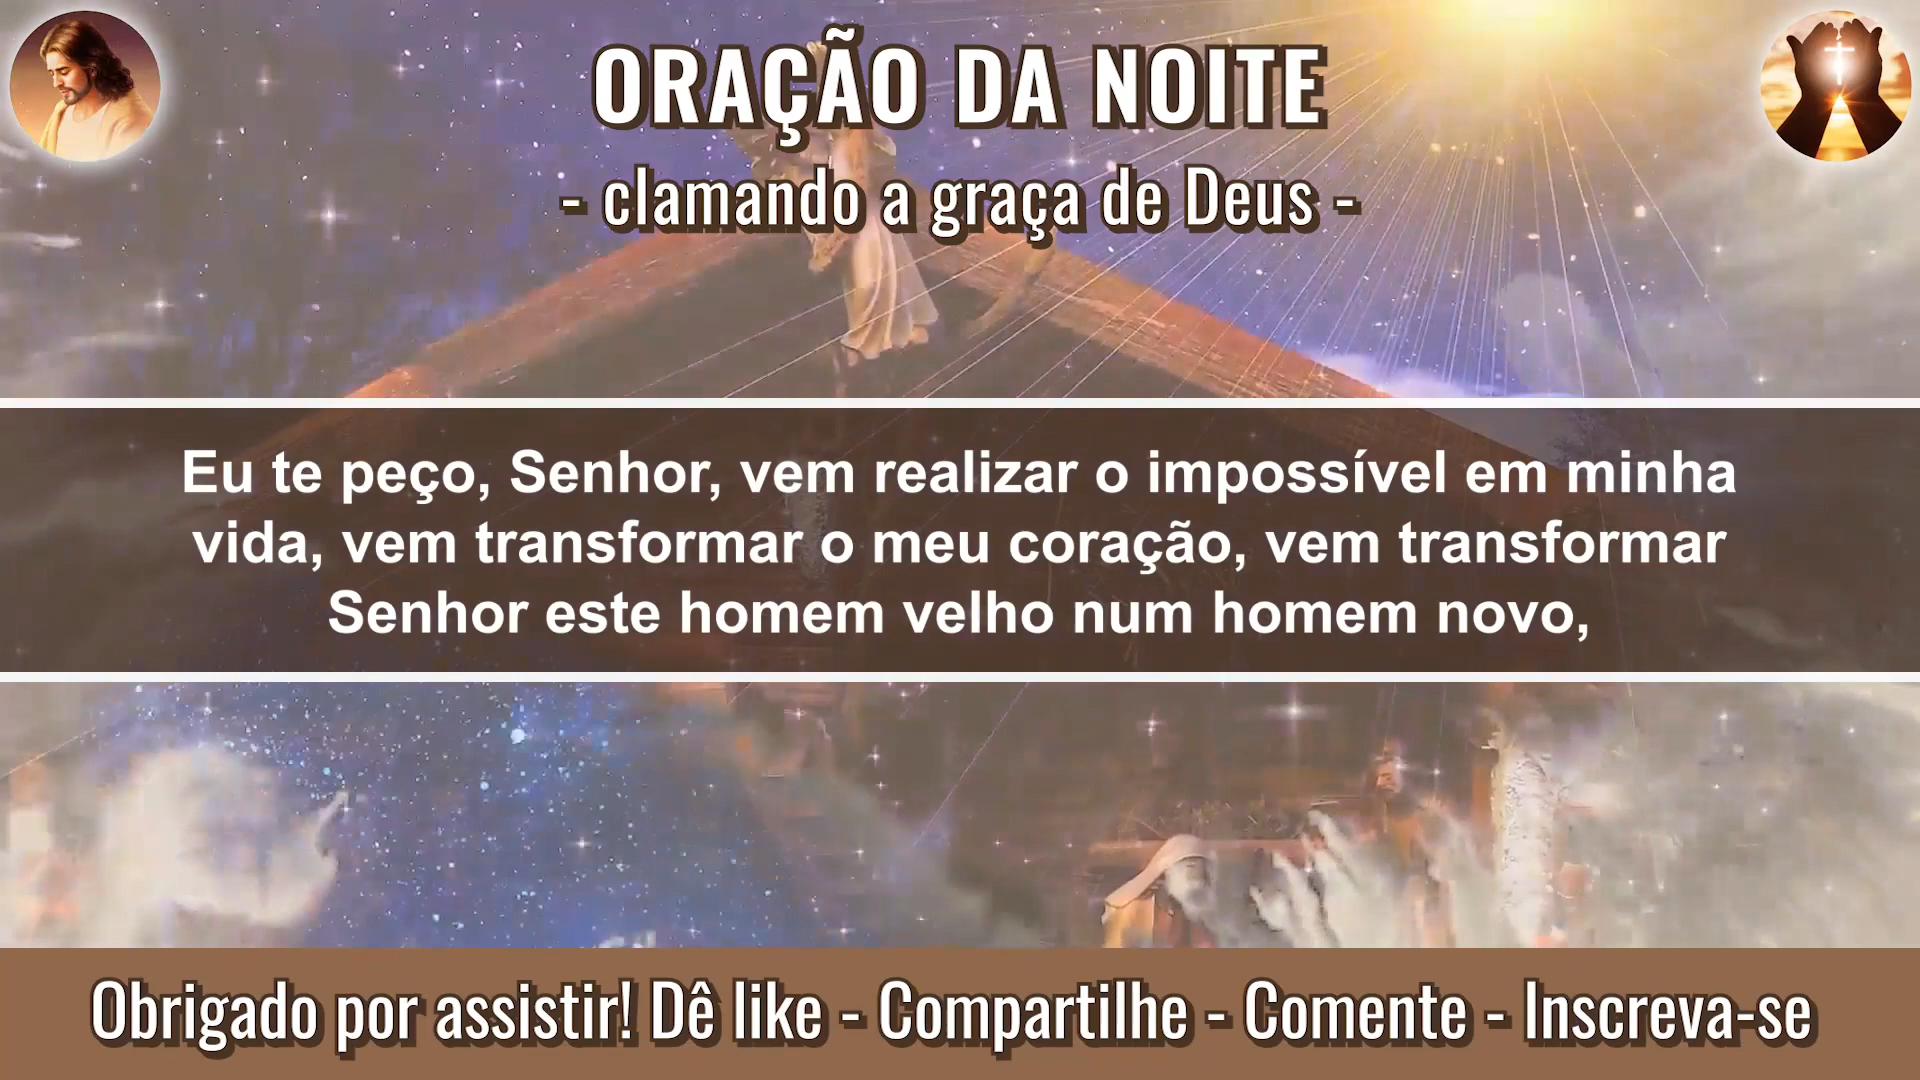 ORAÇÃO DA NOITE
- clamando a graça de Deus -
Eu te peço, Senhor, vem realizar o impossível em minha
vida, vem transformar o meu coração, vem transformar
Senhor este homem velho num homem novo,
Obrigado por assistir! Dê like - Compartilhe - Comente - Inscreva-se